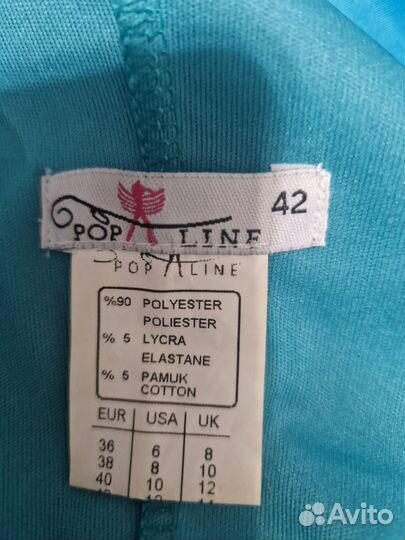 42
POP LINE
POP LINE
%90 POLYESTER
POLIESTER
% 5 LYCRA
ELASTANE
% 5 PAMUK
COTTON
EUR USA UK
36 6 8
38 8 10
40 10 12
Avito